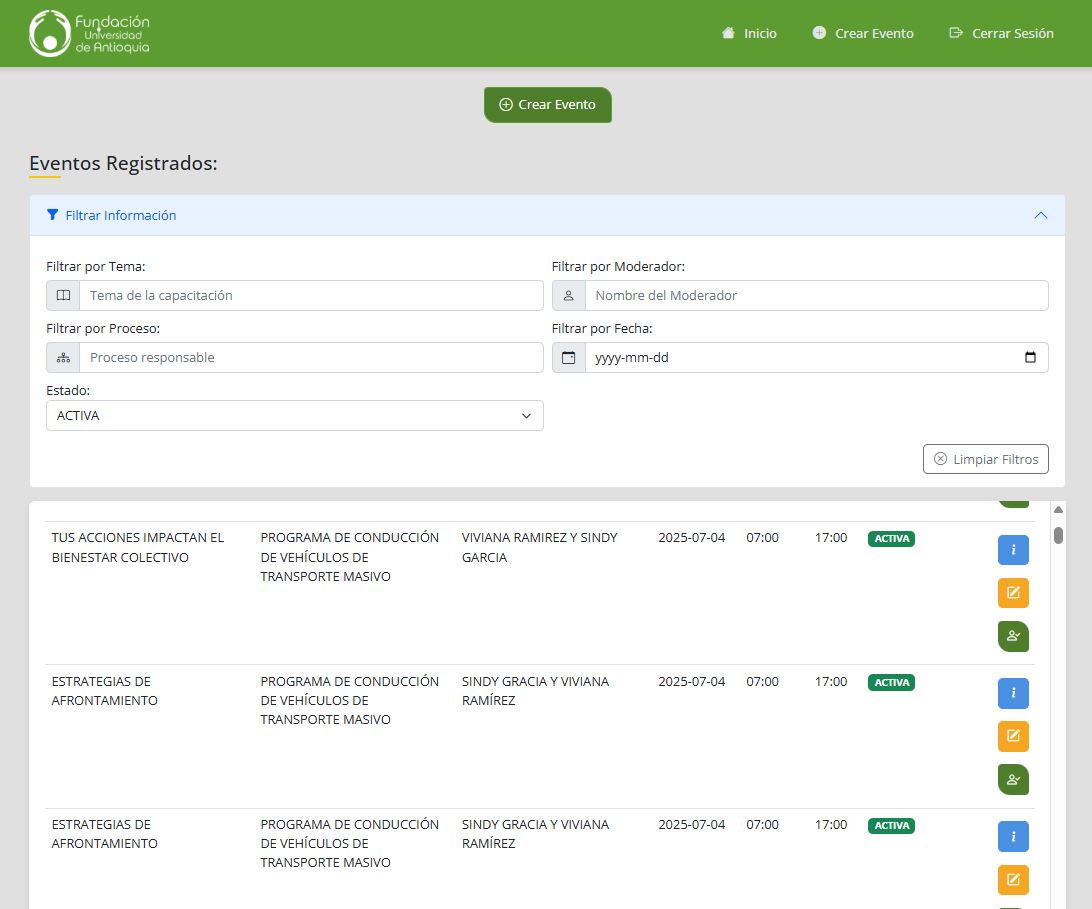 Fundación
Universidad
de Antioquia
Inicio
Crear Evento
Cerrar Sesión
Crear Evento
Eventos Registrados:
Filtrar Información
Filtrar por Tema:
Filtrar por Moderador:
Tema de la capacitación
Nombre del Moderador
Filtrar por Proceso:
Filtrar por Fecha:
Proceso responsable
yyyy-mm-dd
Estado:
ACTIVA
Limpiar Filtros
TUS ACCIONES IMPACTAN EL
BIENESTAR COLECTIVO
PROGRAMA DE CONDUCCIÓN
DE VEHÍCULOS DE
TRANSPORTE MASIVO
VIVIANA RAMIREZ Y SINDY
GARCIA
2025-07-04
07:00
17:00
ACTIVA
ESTRATEGIAS DE
AFRONTAMIENTO
PROGRAMA DE CONDUCCIÓN
DE VEHÍCULOS DE
TRANSPORTE MASIVO
SINDY GRACIA Y VIVIANA
RAMÍREZ
2025-07-04
07:00
17:00
ACTIVA
ESTRATEGIAS DE
AFRONTAMIENTO
PROGRAMA DE CONDUCCIÓN
DE VEHÍCULOS DE
TRANSPORTE MASIVO
SINDY GRACIA Y VIVIANA
RAMÍREZ
2025-07-04
07:00
17:00
ACTIVA